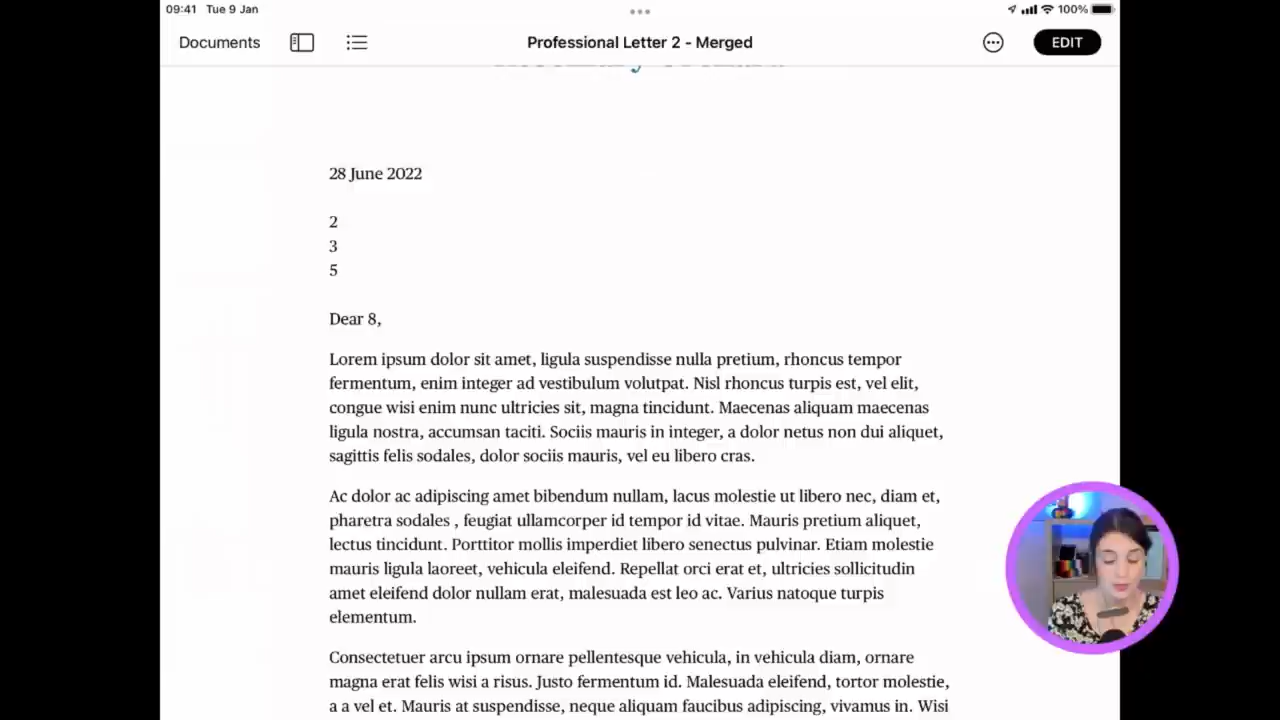 09:41 Tue 9 Jan
100%
Documents
Professional Letter 2 - Merged
EDIT
28 June 2022
2
3
5
Dear 8,
Lorem ipsum dolor sit amet, ligula suspendisse nulla pretium, rhoncus tempor
fermentum, enim integer ad vestibulum volutpat. Nisl rhoncus turpis est, vel elit,
congue wisi enim nunc ultricies sit, magna tincidunt. Maecenas aliquam maecenas
ligula nostra, accumsan taciti. Sociis mauris in integer, a dolor netus non dui aliquet,
sagittis felis sodales, dolor sociis mauris, vel eu libero cras.
Ac dolor ac adipiscing amet bibendum nullam, lacus molestie ut libero nec, diam et,
pharetra sodales , feugiat ullamcorper id tempor id vitae. Mauris pretium aliquet,
lectus tincidunt. Porttitor mollis imperdiet libero senectus pulvinar. Etiam molestie
mauris ligula laoreet, vehicula eleifend. Repellat orci erat et, ultricies sollicitudin
amet eleifend dolor nullam erat, malesuada est leo ac. Varius natoque turpis
elementum.
Consectetuer arcu ipsum ornare pellentesque vehicula, in vehicula diam, ornare
magna erat felis wisi a risus. Justo fermentum id. Malesuada eleifend, tortor molestie,
a a vel et. Mauris at suspendisse, neque aliquam faucibus adipiscing, vivamus in. Wisi